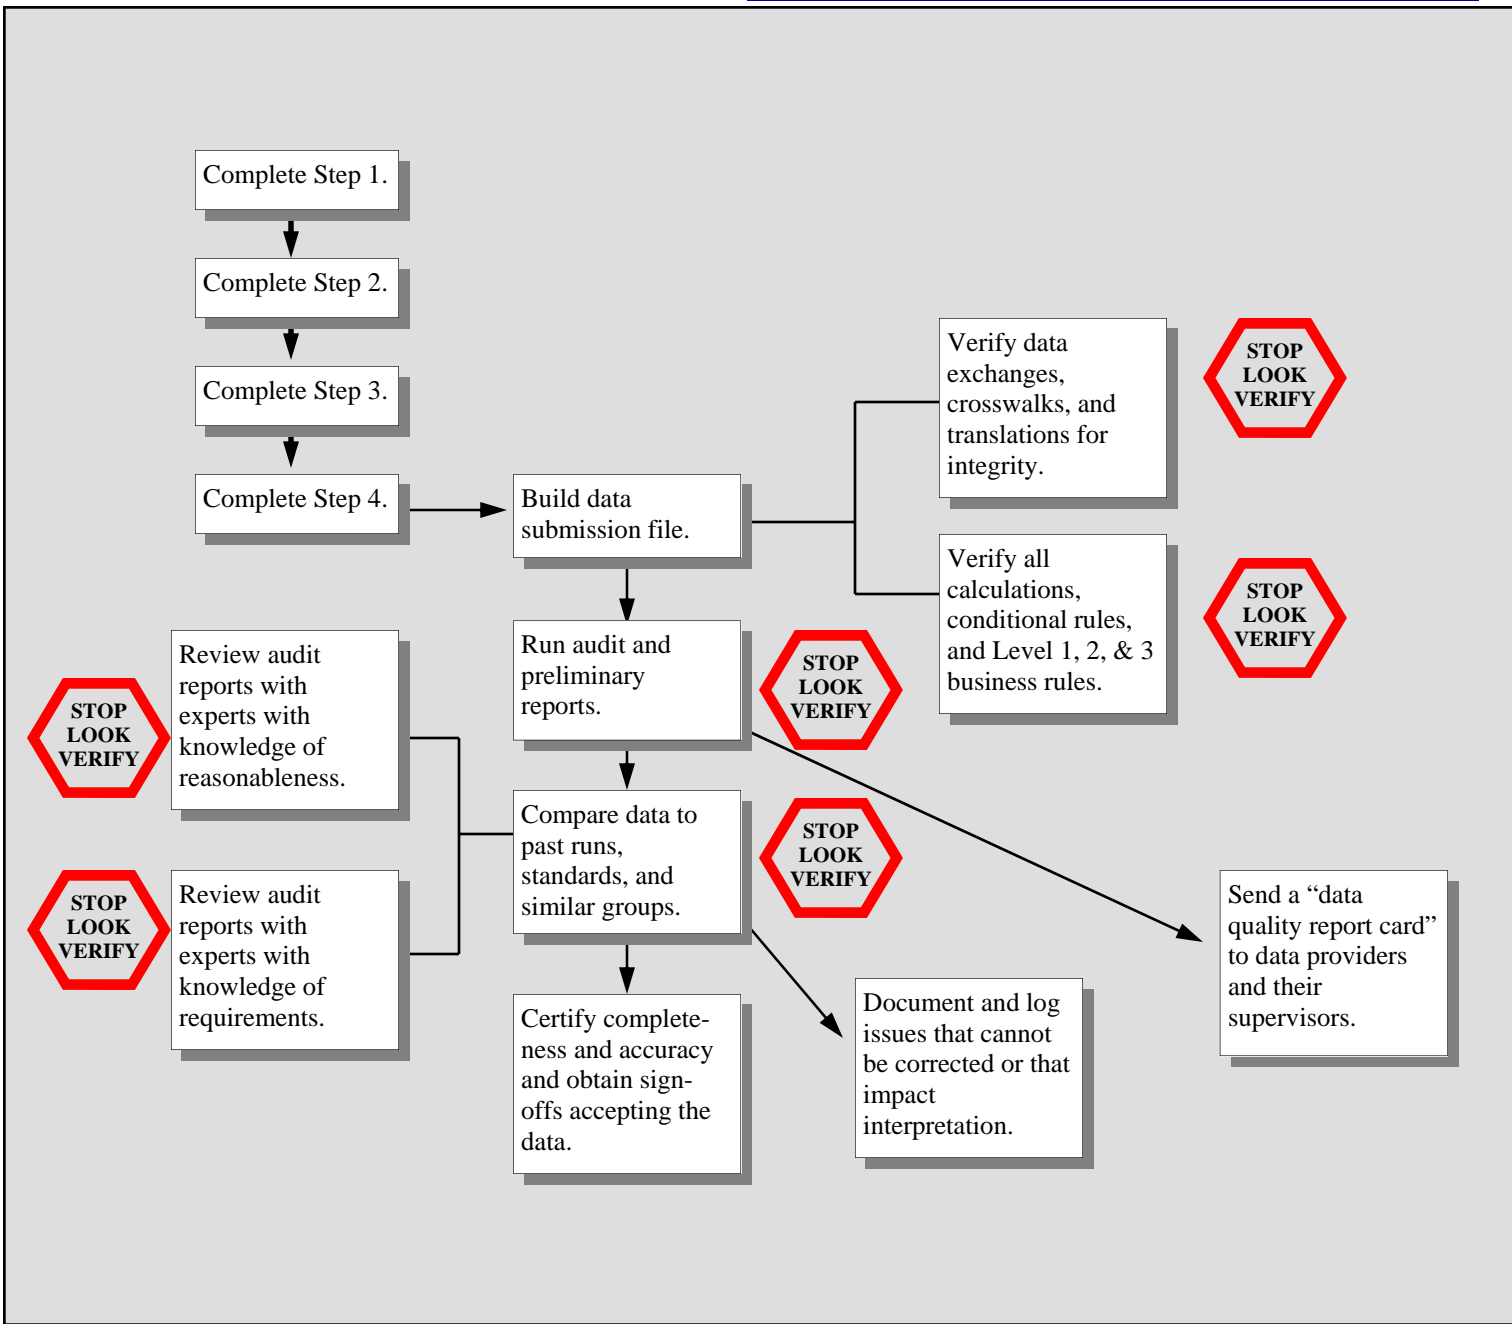 Complete Step 1.
Complete Step 2.
Complete Step 3.
Complete Step 4.
Build data
submission file.
Verify data
exchanges,
crosswalks, and
translations for
integrity.
STOP
LOOK
VERIFY
Verify all
calculations,
conditional rules,
and Level 1, 2, & 3
business rules.
STOP
LOOK
VERIFY
Run audit and
preliminary
reports.
STOP
LOOK
VERIFY
STOP
LOOK
VERIFY
Review audit
reports with
experts with
knowledge of
reasonableness.
Compare data to
past runs,
standards, and
similar groups.
STOP
LOOK
VERIFY
STOP
LOOK
VERIFY
Review audit
reports with
experts with
knowledge of
requirements.
Send a “data
quality report card”
to data providers
and their
supervisors.
Certify complete-
ness and accuracy
and obtain sign-
offs accepting the
data.
Document and log
issues that cannot
be corrected or that
impact
interpretation.